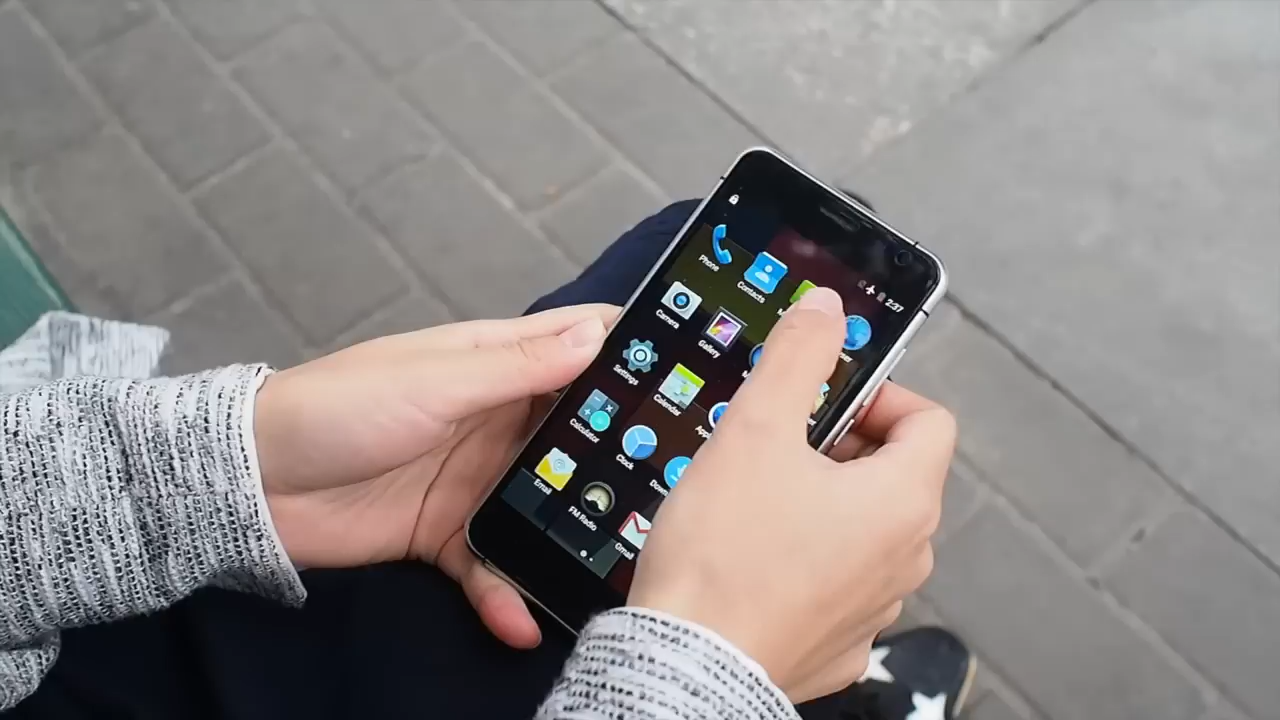 2:37
Phone
Contacts
Camera
Gallery
Settings
Calendar
Calculator
Clock
Email
FM Radio
Gmail